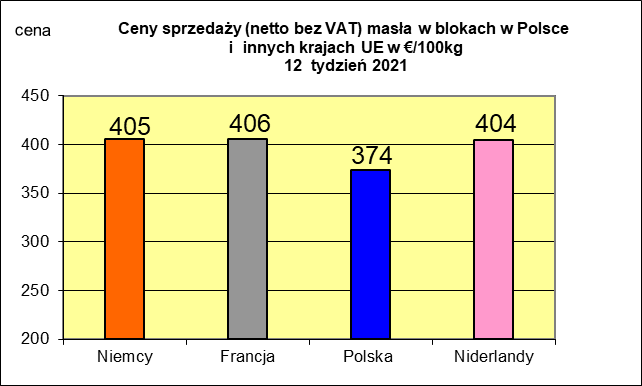 cena
Ceny sprzedaży (netto bez VAT) masła w blokach w Polsce
i innych krajach UE w €/100kg
12 tydzień 2021
450
400
350
300
250
200
405
406
374
404
Niemcy
Francja
Polska
Niderlandy